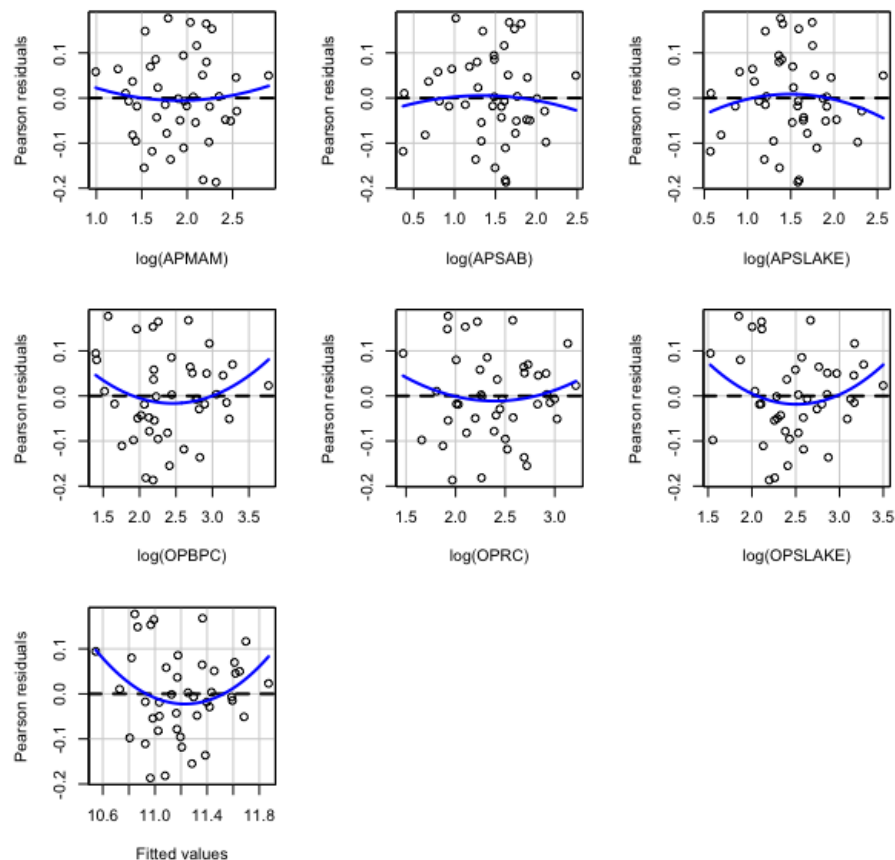 Pearson residuals
-0.2 -0.1 0.0 0.1
1.0 1.5 2.0 2.5
log(APMAM)
Pearson residuals
-0.2 -0.1 0.0 0.1
0.5 1.0 1.5 2.0 2.5
log(APSAB)
Pearson residuals
-0.2 -0.1 0.0 0.1
0.5 1.0 1.5 2.0 2.5
log(APSLAKE)
Pearson residuals
-0.2 -0.1 0.0 0.1
1.5 2.0 2.5 3.0 3.5
log(OPBPC)
Pearson residuals
-0.2 -0.1 0.0 0.1
1.5 2.0 2.5 3.0
log(OPRC)
Pearson residuals
-0.2 -0.1 0.0 0.1
1.5 2.0 2.5 3.0 3.5
log(OPSLAKE)
Pearson residuals
-0.2 -0.1 0.0 0.1
10.6 11.0 11.4 11.8
Fitted values